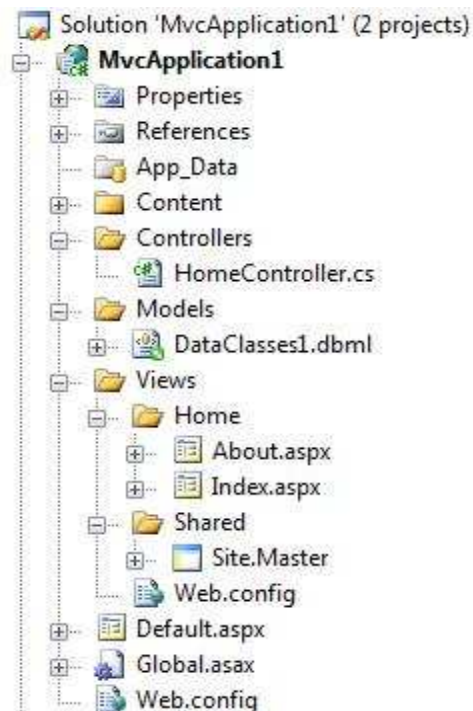 Solution 'MvcApplication1' (2 projects)
MvcApplication1
Properties
References
App_Data
Content
Controllers
HomeController.cs
Models
DataClasses1.dbml
Views
Home
About.aspx
Index.aspx
Shared
Site.Master
Web.config
Default.aspx
Global.asax
Web.config